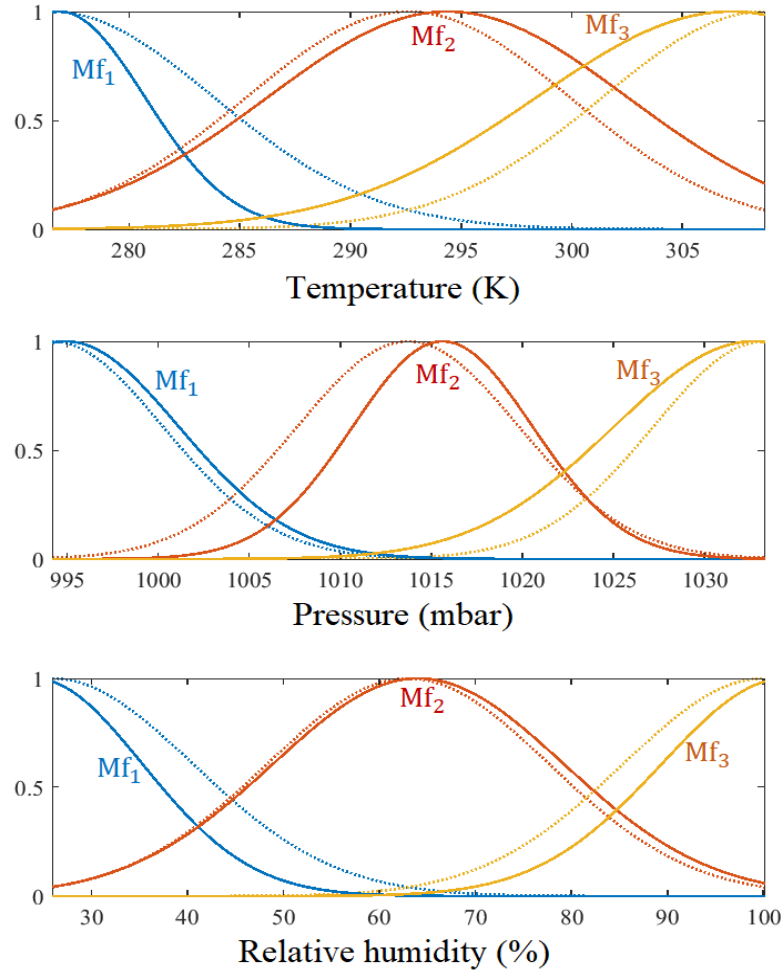 1
Mf₁
Mf₂
Mf₃
0.5
0
280
285
290
295
300
305
Temperature (K)
1
Mf₁
Mf₂
Mf₃
0.5
0
995
1000
1005
1010
1015
1020
1025
1030
Pressure (mbar)
1
Mf₂
Mf₁
Mf₃
0.5
0
30
40
50
60
70
80
90
100
Relative humidity (%)